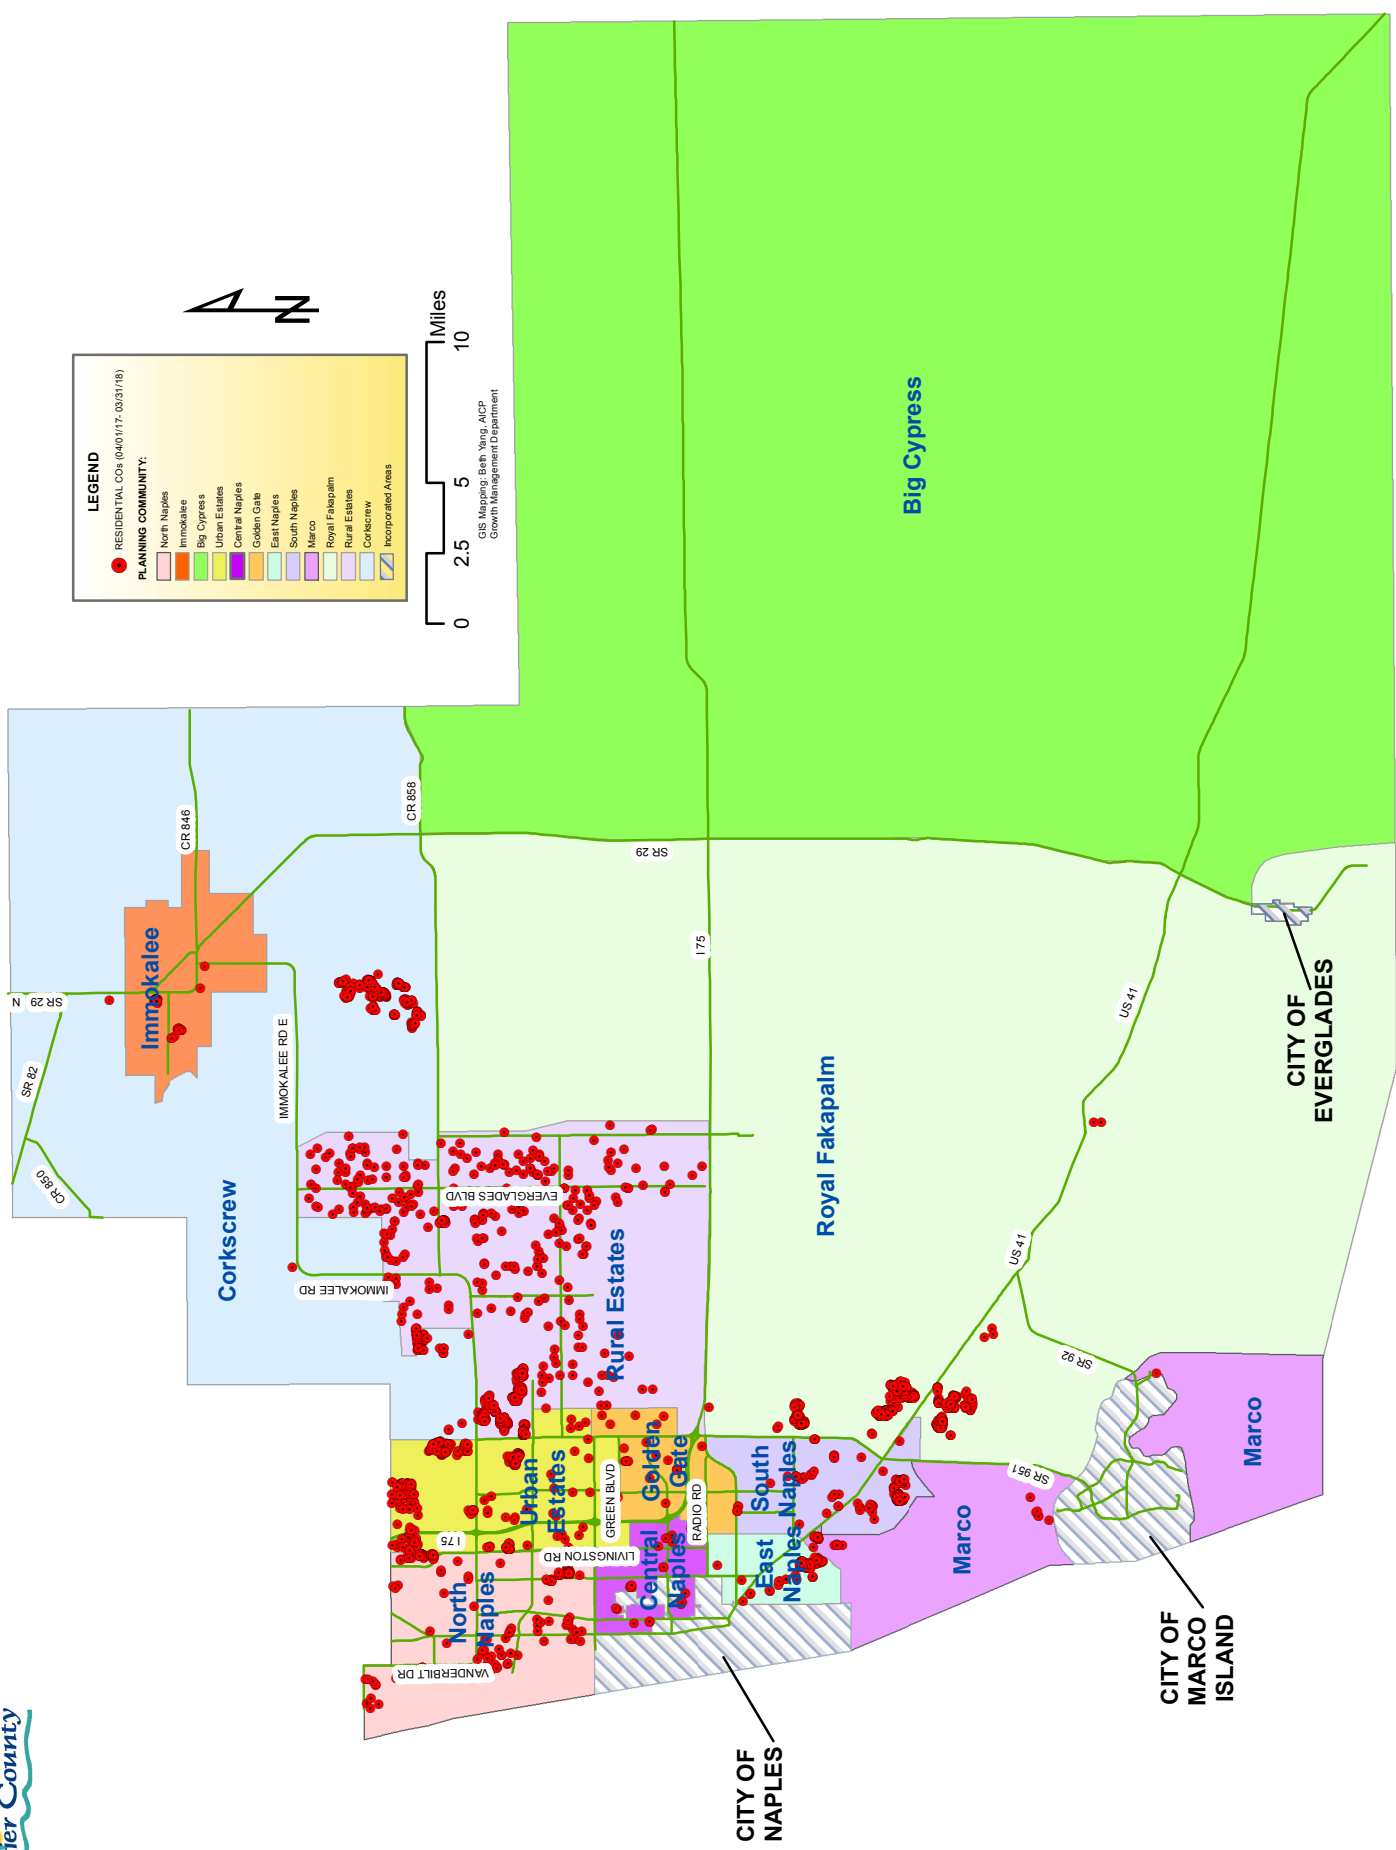 ier County
LEGEND
RESIDENTIAL COs (04/01/17- 03/31/18)
PLANNING COMMUNITY:
North Naples
Immokalee
Big Cypress
Urban Estates
Central Naples
Golden Gate
East Naples
South Naples
Marco
Royal Fakapalm
Rural Estates
Corkscrew
Incorporated Areas
N
0
2.5
5
10
Miles
GIS Mapping: Beth Yang, AICP
Growth Management Department
SR 29 N
SR 82
CR 850
Immokalee
CR 846
IMMOKALEE RD E
Corkscrew
IMMOKALEE RD
CR 858
EVERGLADES BLVD
SR 29
I 75
Rural Estates
Big Cypress
Royal Fakapalm
US 41
US 41
SR 92
SR 951
VANDERBILT DR
North
Naples
I 75
Urban
Estates
LIVINGSTON RD
GREEN BLVD
Golden
Gate
Central
Naples
RADIO RD
South
Naples
East
Naples
Marco
Marco
CITY OF
NAPLES
CITY OF
MARCO
ISLAND
CITY OF
EVERGLADES